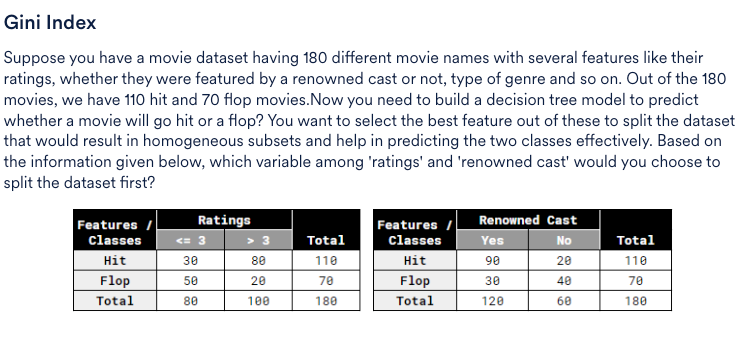 Gini Index
Suppose you have a movie dataset having 180 different movie names with several features like their
ratings, whether they were featured by a renowned cast or not, type of genre and so on. Out of the 180
movies, we have 110 hit and 70 flop movies.Now you need to build a decision tree model to predict
whether a movie will go hit or a flop? You want to select the best feature out of these to split the dataset
that would result in homogeneous subsets and help in predicting the two classes effectively. Based on
the information given below, which variable among 'ratings' and 'renowned cast' would you choose to
split the dataset first?
Features / Classes Ratings Total
<= 3 > 3
Hit 30 80 110
Flop 50 20 70
Total 80 100 180
Features / Classes Renowned Cast Total
Yes No
Hit 90 20 110
Flop 30 40 70
Total 120 60 180